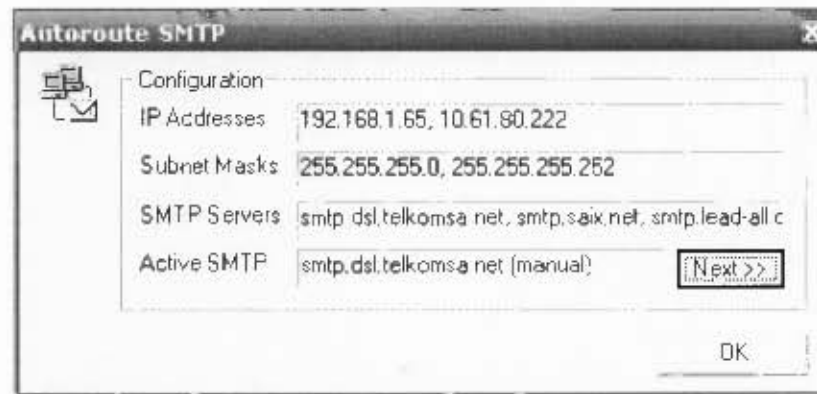 Autoroute SMTP X
Configuration
IP Addresses 192.168.1.65, 10.61.80.222
Subnet Masks 255.255.255.0, 255.255.255.252
SMTP Servers smtp.dsl.telkomsa.net, smtp.saix.net, smtp.lead-all c
Active SMTP smtp.dsl.telkomsa.net (manual) Next >>
OK